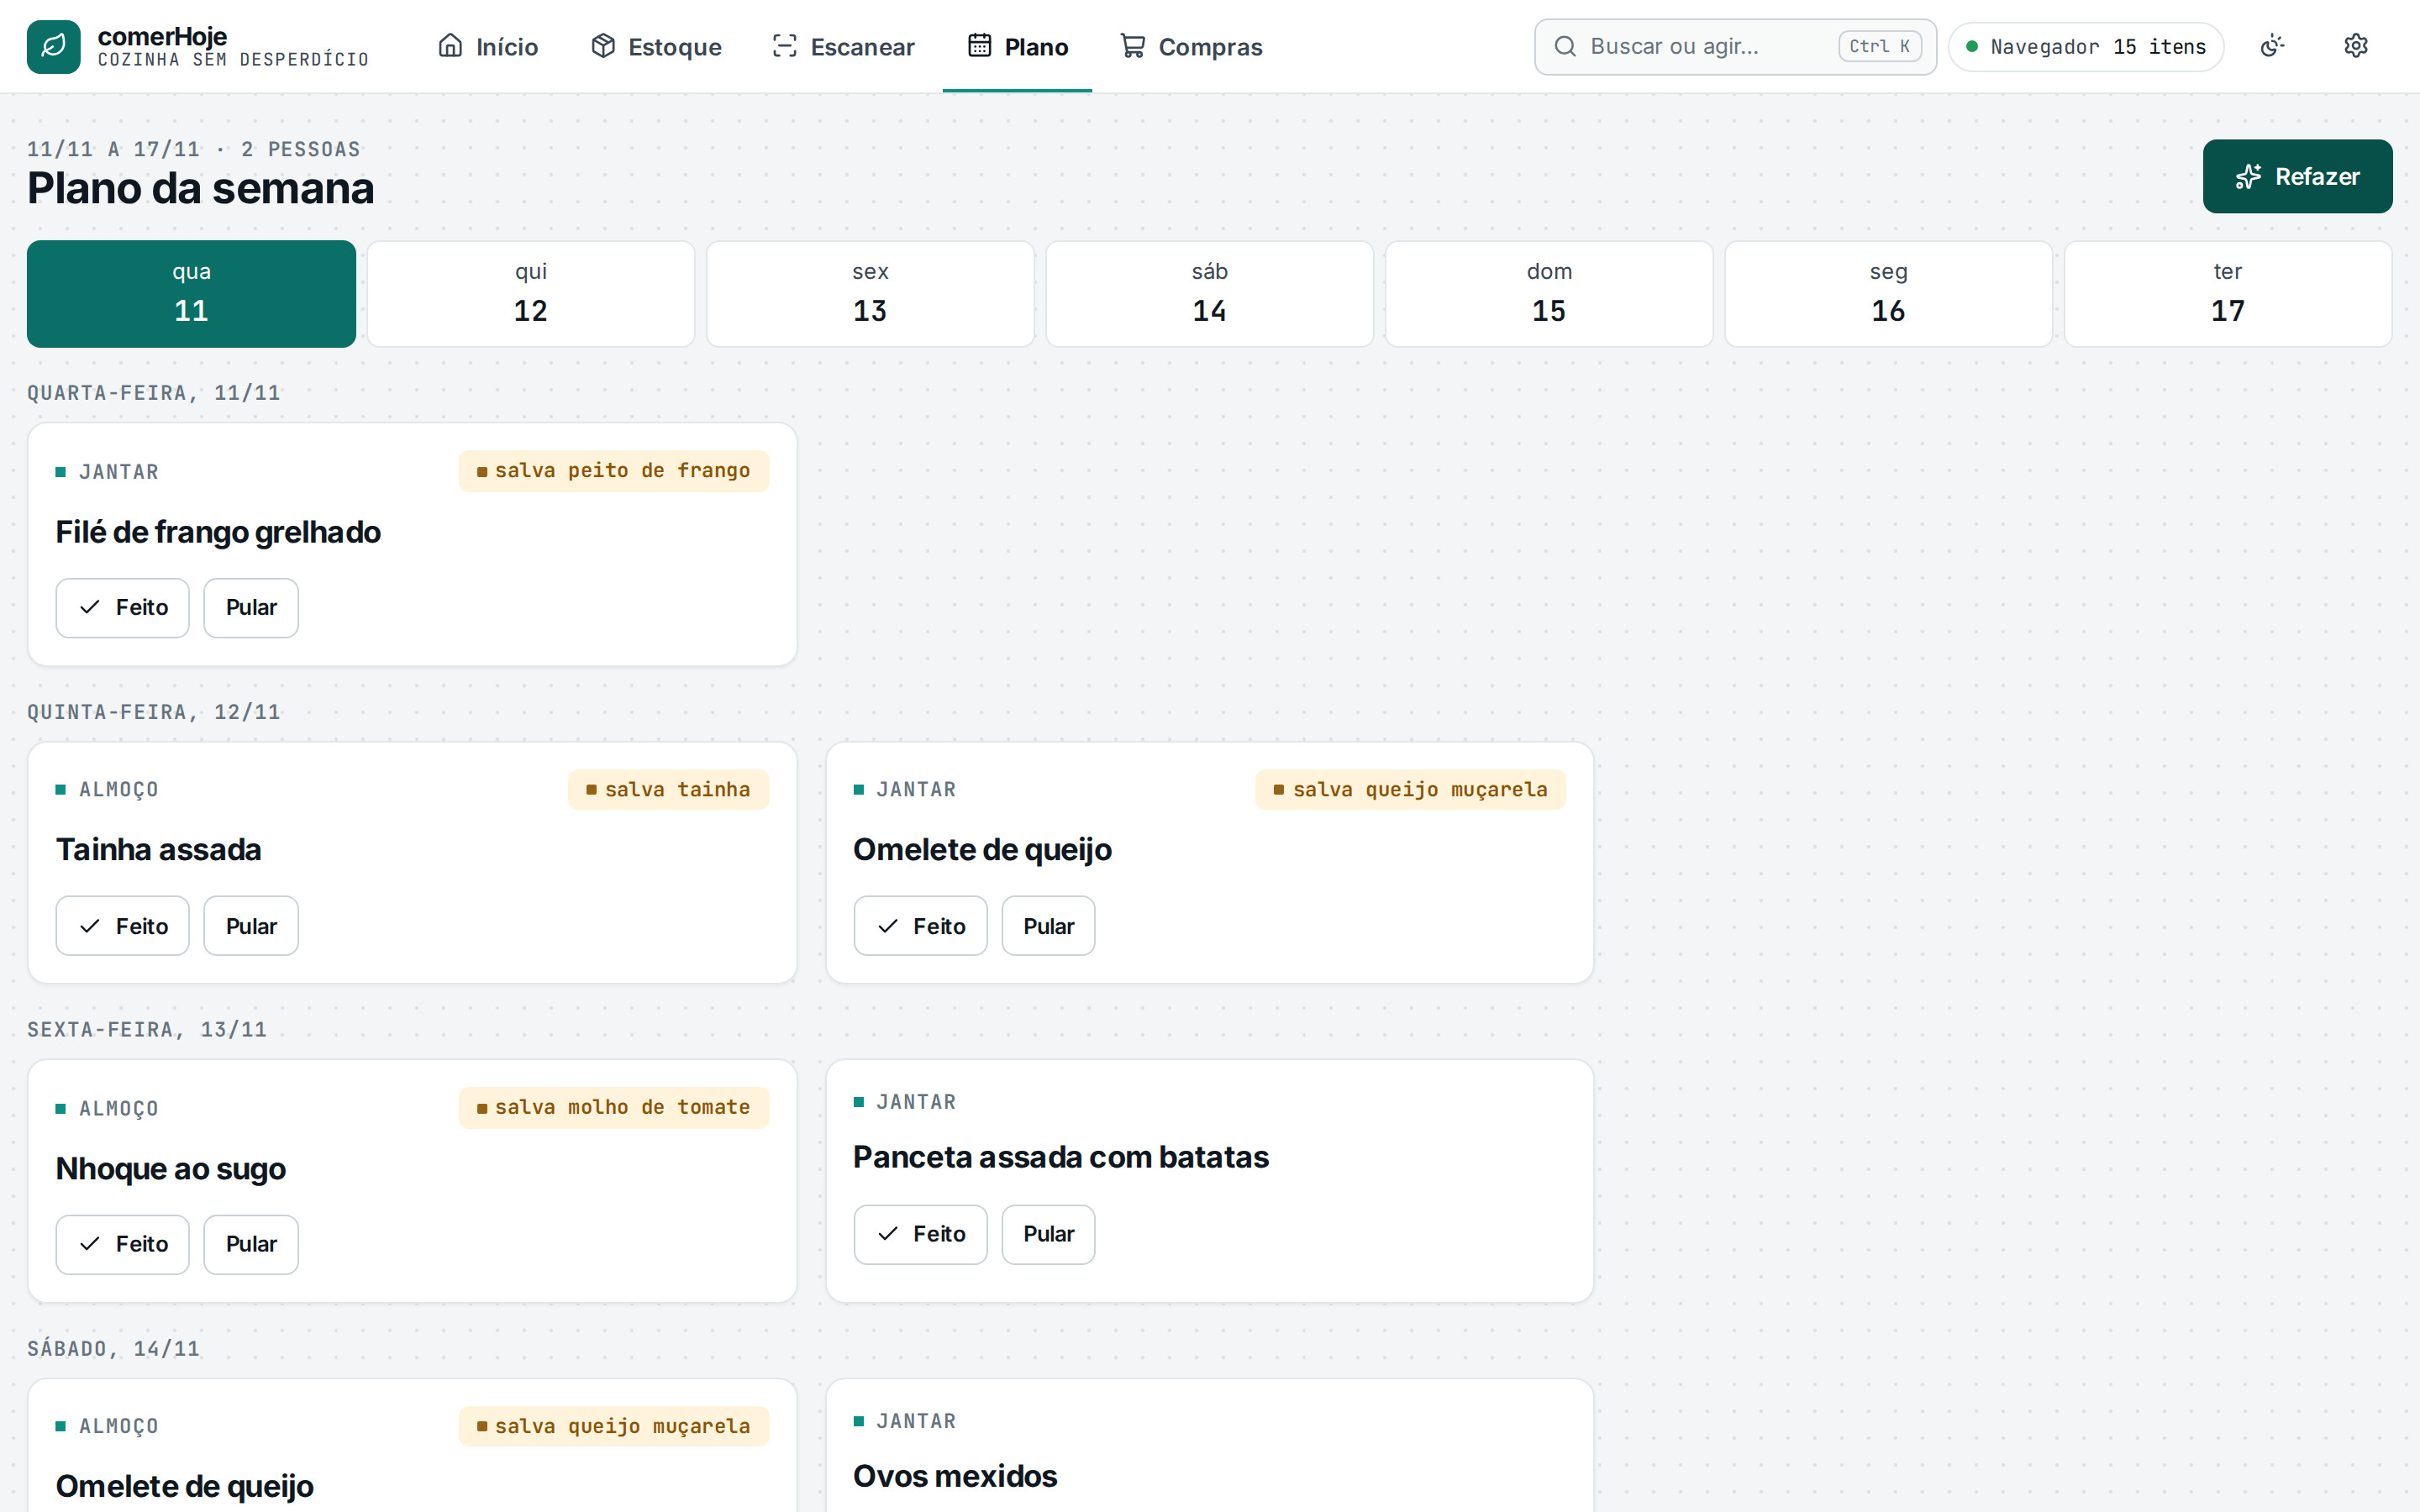 comerHoje
COZINHA SEM DESPERDÍCIO
Início
Estoque
Escanear
Plano
Compras
Buscar ou agir...
Ctrl K
Navegador 15 itens
11/11 A 17/11 · 2 PESSOAS
Plano da semana
Refazer
qua
11
qui
12
sex
13
sáb
14
dom
15
seg
16
ter
17
QUARTA-FEIRA, 11/11
JANTAR
salva peito de frango
Filé de frango grelhado
Feito
Pular
QUINTA-FEIRA, 12/11
ALMOÇO
salva tainha
Tainha assada
Feito
Pular
JANTAR
salva queijo muçarela
Omelete de queijo
Feito
Pular
SEXTA-FEIRA, 13/11
ALMOÇO
salva molho de tomate
Nhoque ao sugo
Feito
Pular
JANTAR
Panceta assada com batatas
Feito
Pular
SÁBADO, 14/11
ALMOÇO
salva queijo muçarela
Omelete de queijo
JANTAR
Ovos mexidos